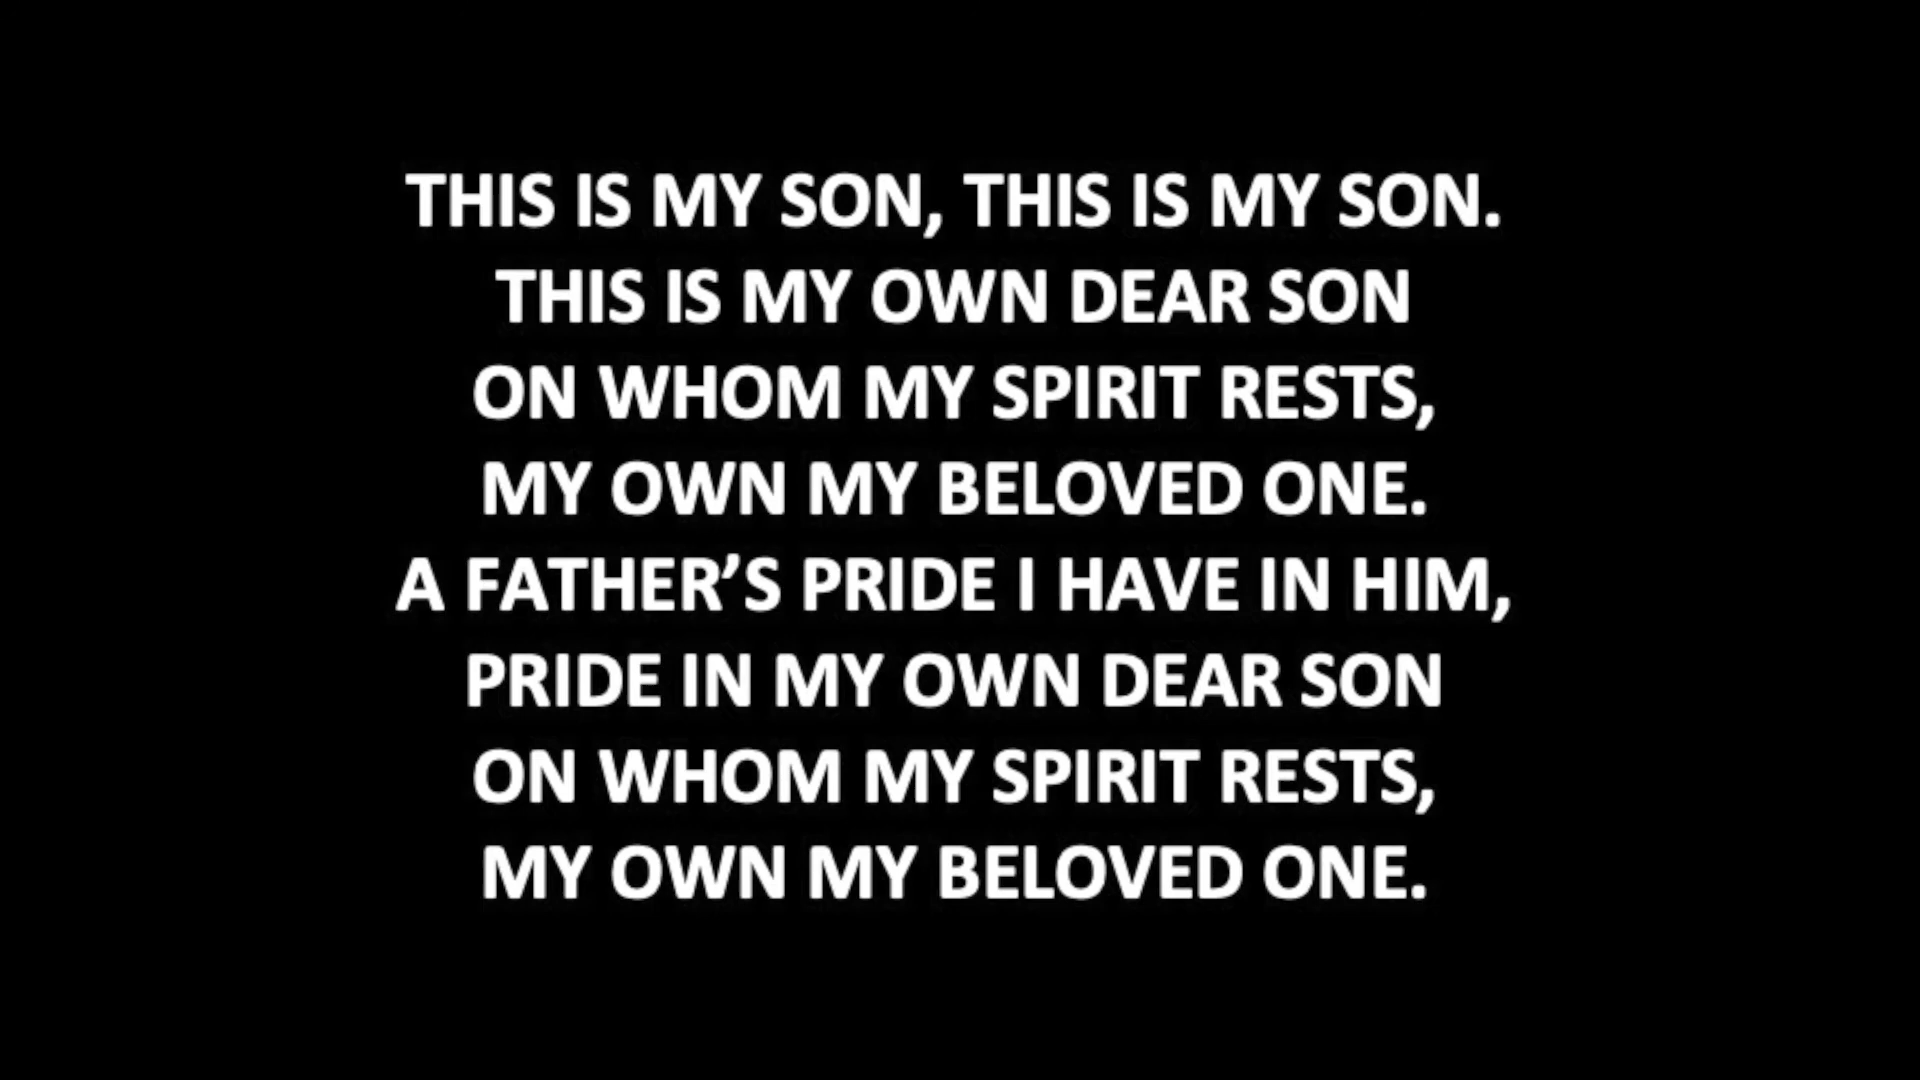 THIS IS MY SON, THIS IS MY SON.
THIS IS MY OWN DEAR SON
ON WHOM MY SPIRIT RESTS,
MY OWN MY BELOVED ONE.
A FATHER’S PRIDE I HAVE IN HIM,
PRIDE IN MY OWN DEAR SON
ON WHOM MY SPIRIT RESTS,
MY OWN MY BELOVED ONE.